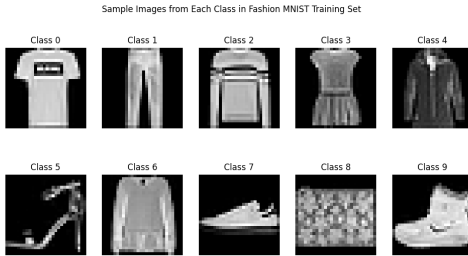 Sample Images from Each Class in Fashion MNIST Training Set
Class 0 Class 1 Class 2 Class 3 Class 4
Class 5 Class 6 Class 7 Class 8 Class 9